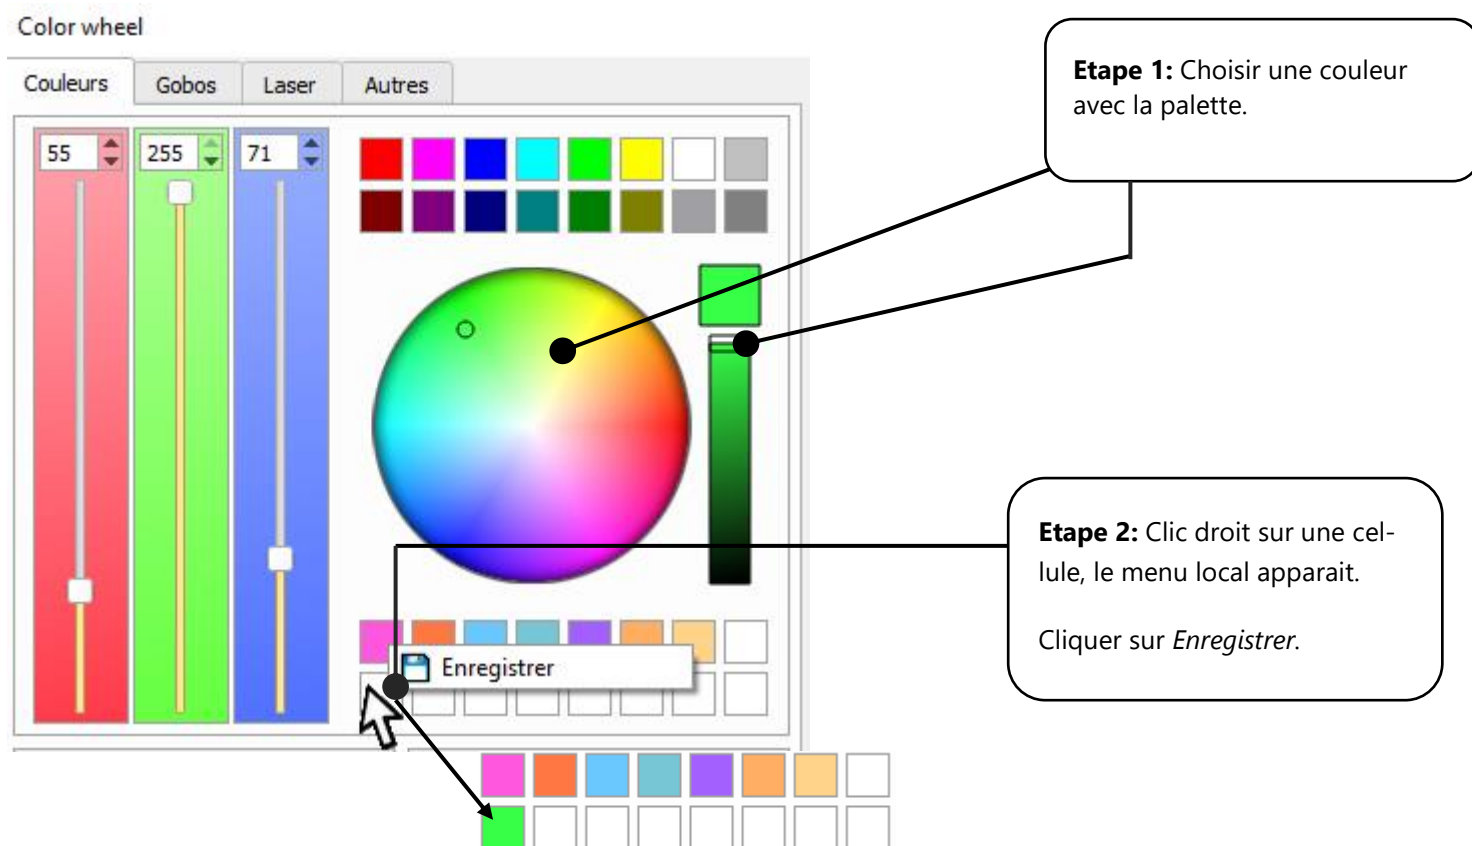 Color wheel
Couleurs Gobos Laser Autres
55 255 71
Etape 1: Choisir une couleur
avec la palette.
Etape 2: Clic droit sur une cel-
lule, le menu local apparait.
Cliquer sur Enregistrer.
Enregistrer